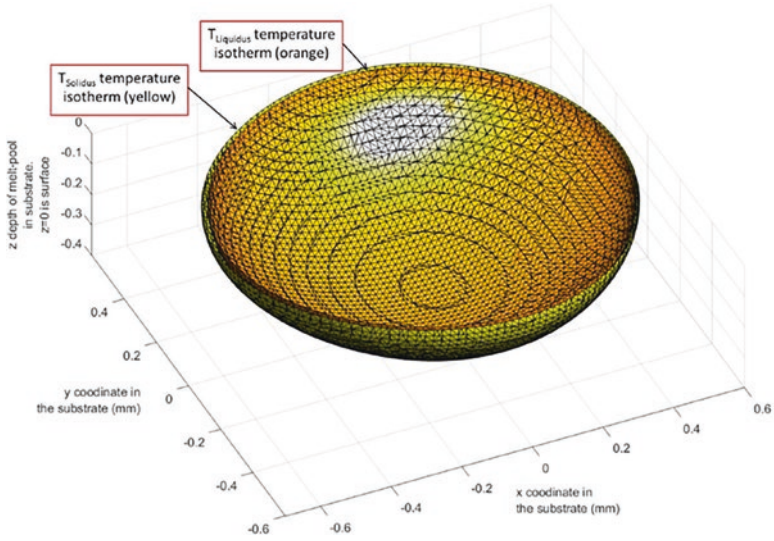 T_Liquidus temperature
isotherm (orange)
T_Solidus temperature
isotherm (yellow)
0
-0.1
-0.2
-0.3
-0.4
z depth of melt-pool
in substrate.
z=0 is surface
0.4
0.2
0
-0.2
-0.4
-0.6
y coodinate in
the substrate (mm)
-0.6
-0.4
-0.2
0
0.2
0.4
0.6
x coodinate in
the substrate (mm)